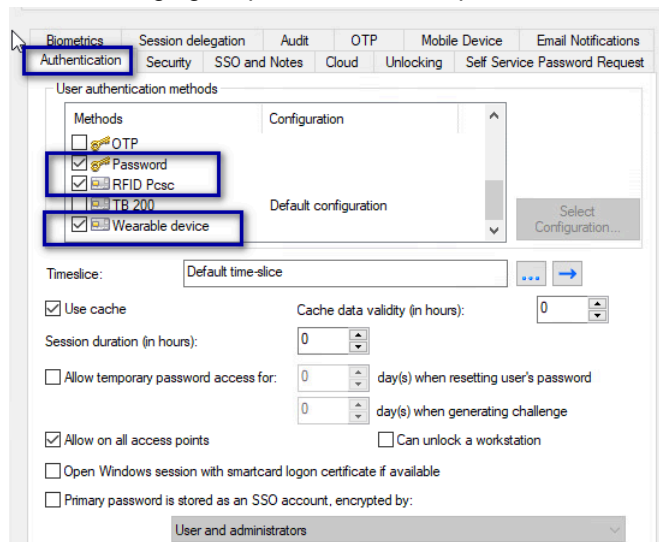 Biometrics Session delegation Audit OTP Mobile Device Email Notifications
Authentication Security SSO and Notes Cloud Unlocking Self Service Password Request
User authentication methods
Methods Configuration
OTP
Password
RFID Pcsc
TB 200 Default configuration
Wearable device
Select
Configuration...
Timeslice: Default time-slice ...
Use cache Cache data validity (in hours): 0
Session duration (in hours): 0
Allow temporary password access for: 0 day(s) when resetting user's password
0 day(s) when generating challenge
Allow on all access points Can unlock a workstation
Open Windows session with smartcard logon certificate if available
Primary password is stored as an SSO account, encrypted by:
User and administrators